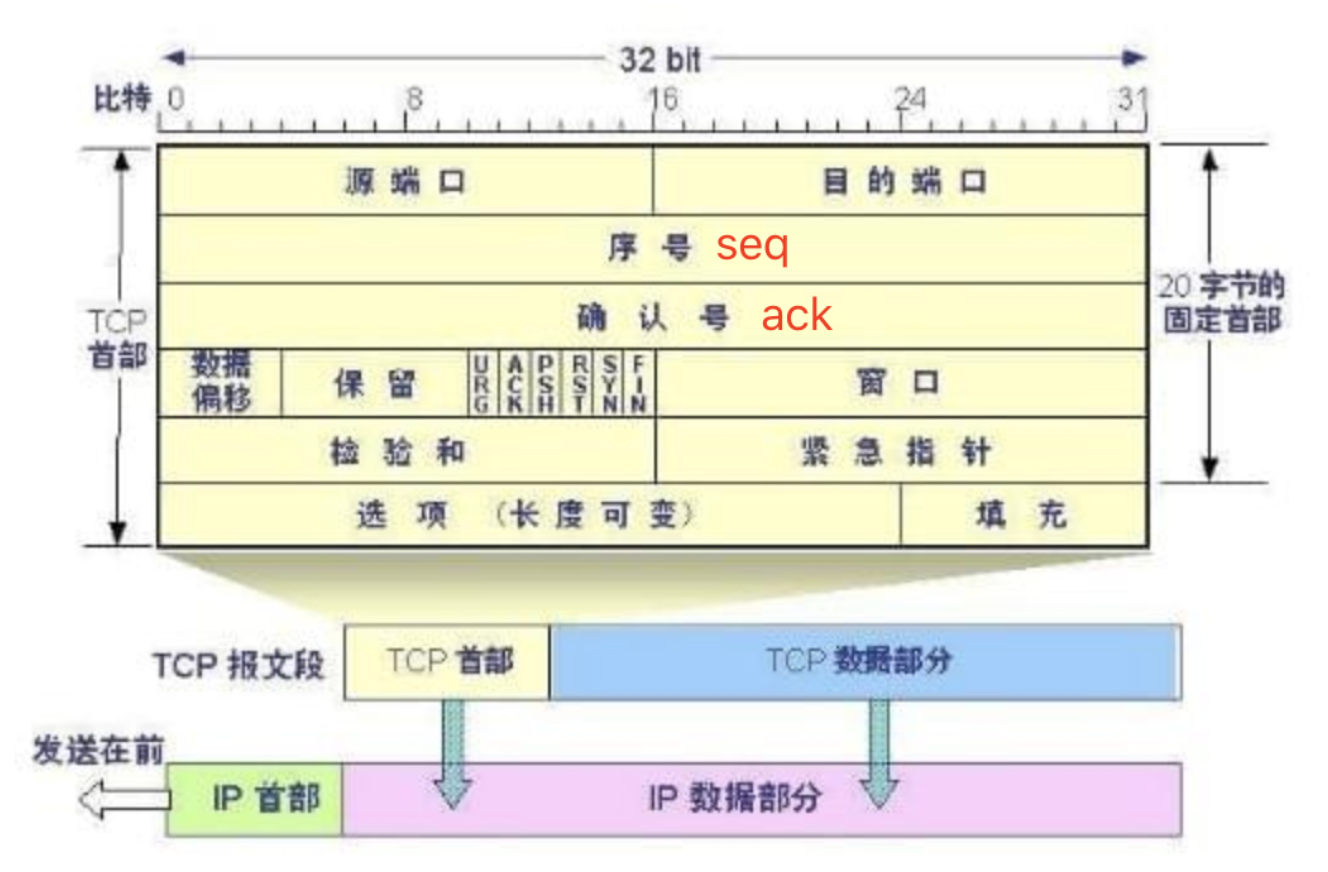 32 bit
比特 0 8 16 24 31
源端口 目的端口
序号 seq
确认号 ack
TCP
首部
20 字节的
固定首部
数据
偏移
保留
URG ACK PSH RST SYN FIN
窗口
检验和 紧急指针
选项（长度可变） 填充
TCP 报文段 TCP 首部 TCP 数据部分
发送在前
IP 首部 IP 数据部分